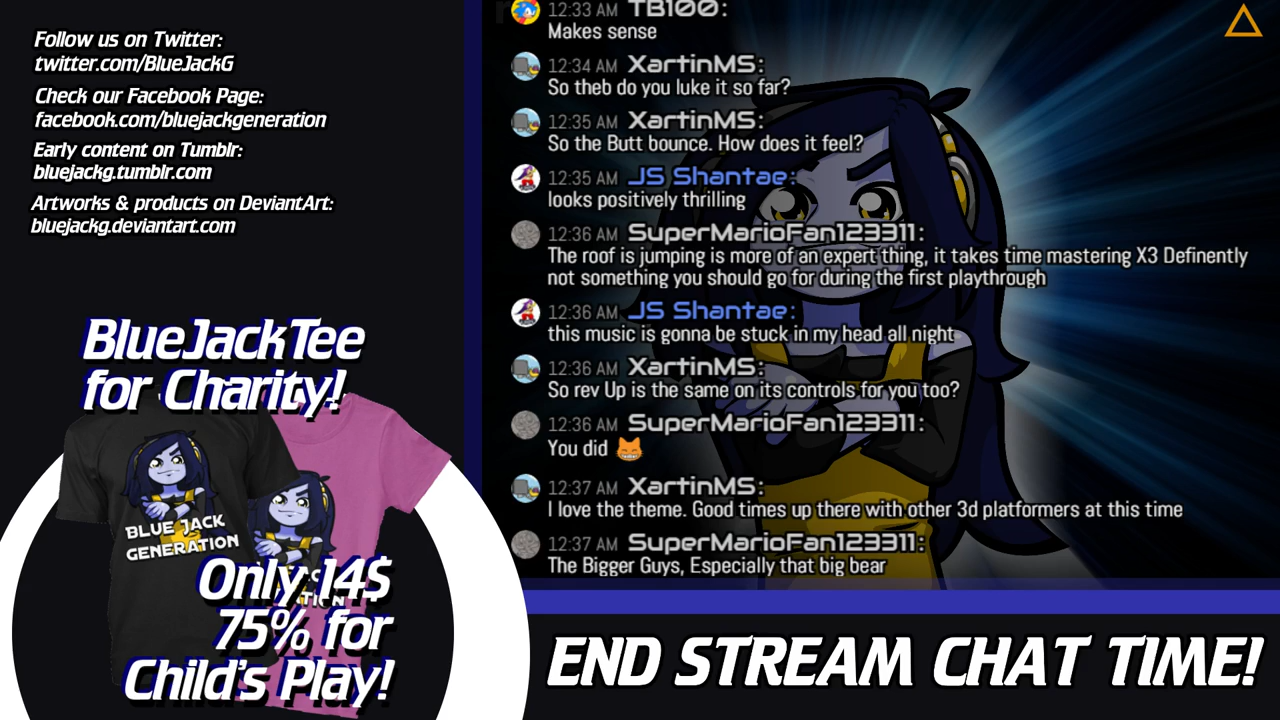 Follow us on Twitter:
twitter.com/BlueJackG
Check our Facebook Page:
facebook.com/bluejackgeneration
Early content on Tumblr:
bluejackg.tumblr.com
Artworks & products on DeviantArt:
bluejackg.deviantart.com
BlueJackTee
for Charity!
BLUE JACK
GENERATION
Only 14$
75% for
Child's Play!
12:33 AM TB100:
Makes sense
12:34 AM XartinMS:
So theb do you luke it so far?
12:35 AM XartinMS:
So the Butt bounce. How does it feel?
12:35 AM JS Shantae:
looks positively thrilling
12:36 AM SuperMarioFan123311:
The roof is jumping is more of an expert thing, it takes time mastering X3 Definently
not something you should go for during the first playthrough
12:36 AM JS Shantae:
this music is gonna be stuck in my head all night
12:36 AM XartinMS:
So rev Up is the same on its controls for you too?
12:36 AM SuperMarioFan123311:
You did
12:37 AM XartinMS:
I love the theme. Good times up there with other 3d platformers at this time
12:37 AM SuperMarioFan123311:
The Bigger Guys, Especially that big bear
END STREAM CHAT TIME!